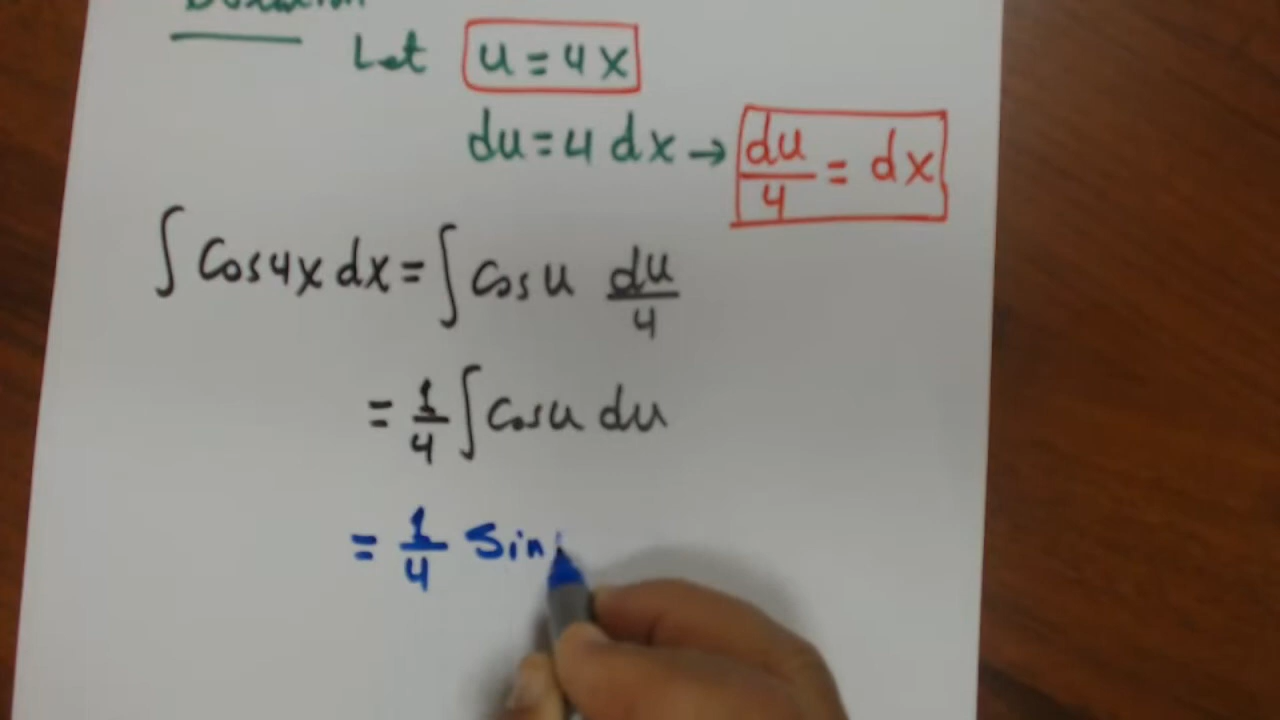 Let u = 4x
du = 4 dx → du/4 = dx
∫ Cos 4x dx = ∫ Cos u du/4
= 1/4 ∫ Cos u du
= 1/4 Sin